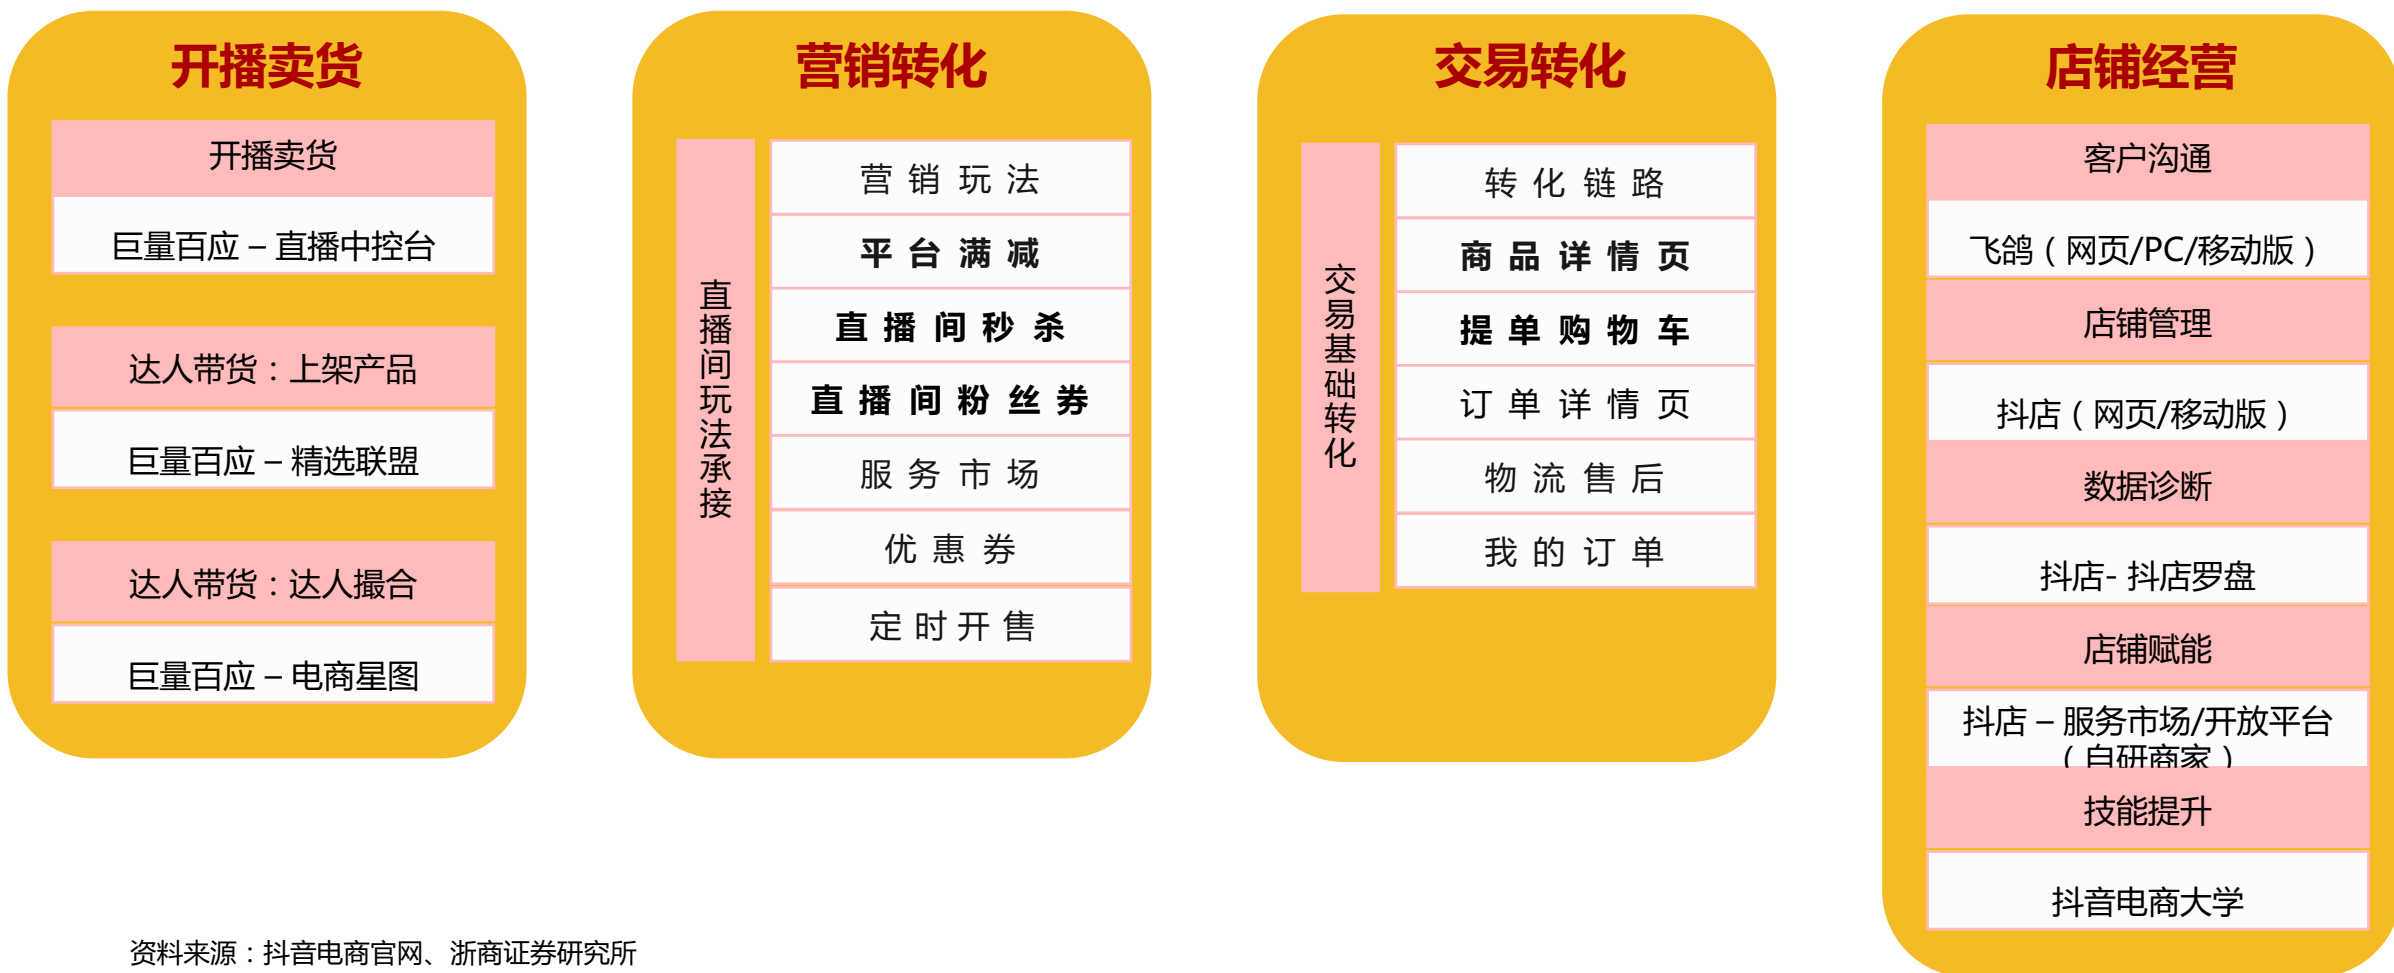 开播卖货
开播卖货
巨量百应 – 直播中控台
达人带货：上架产品
巨量百应 – 精选联盟
达人带货：达人撮合
巨量百应 – 电商星图
营销转化
直播间玩法承接
营销玩法
平台满减
直播间秒杀
直播间粉丝券
服务市场
优惠券
定时开售
交易转化
交易基础转化
转化链路
商品详情页
提单购物车
订单详情页
物流售后
我的订单
店铺经营
客户沟通
飞鸽（网页/PC/移动版）
店铺管理
抖店（网页/移动版）
数据诊断
抖店- 抖店罗盘
店铺赋能
抖店 – 服务市场/开放平台
（自研商家）
技能提升
抖音电商大学
资料来源：抖音电商官网、浙商证券研究所